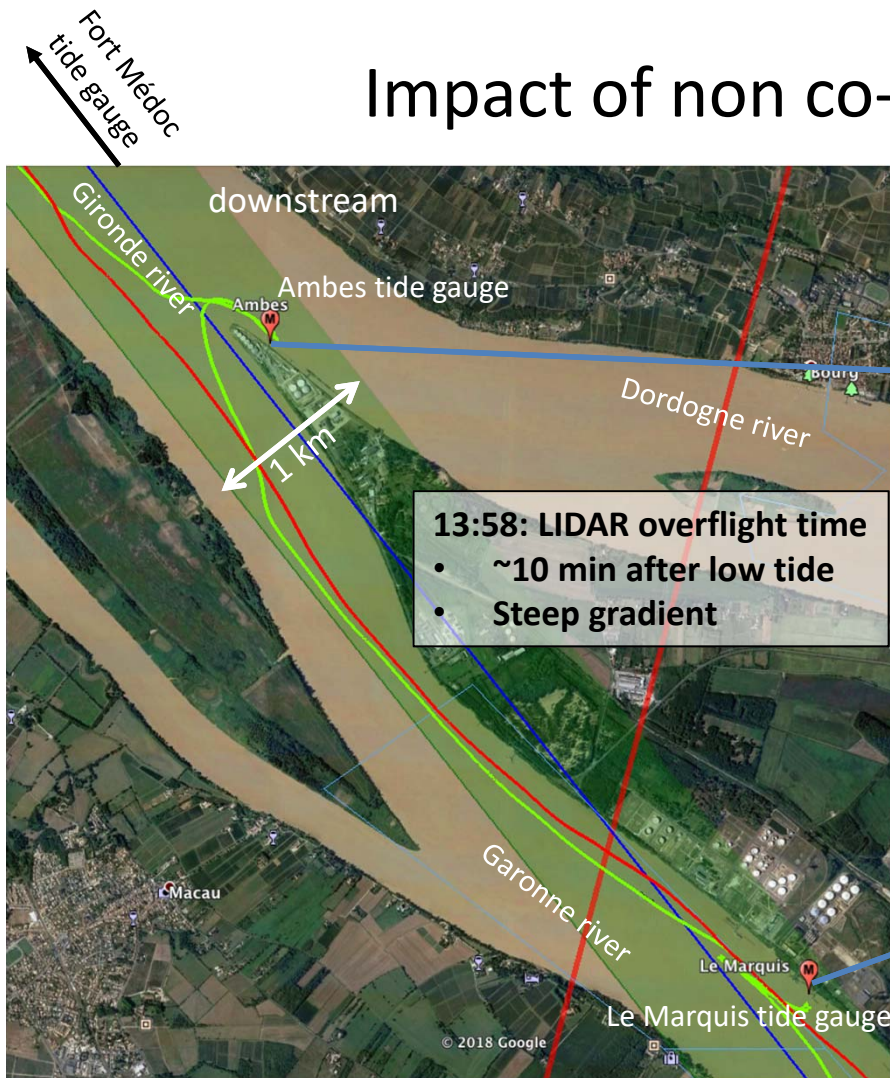 Fort Médoc
tide gauge
Impact of non co-
Gironde river
downstream
Ambes tide gauge
Ambes
M
Bourg
Dordogne river
1 km
13:58: LIDAR overflight time
• ~10 min after low tide
• Steep gradient
Macau
Garonne river
Le Marquis
M
Le Marquis tide gauge
© 2018 Google